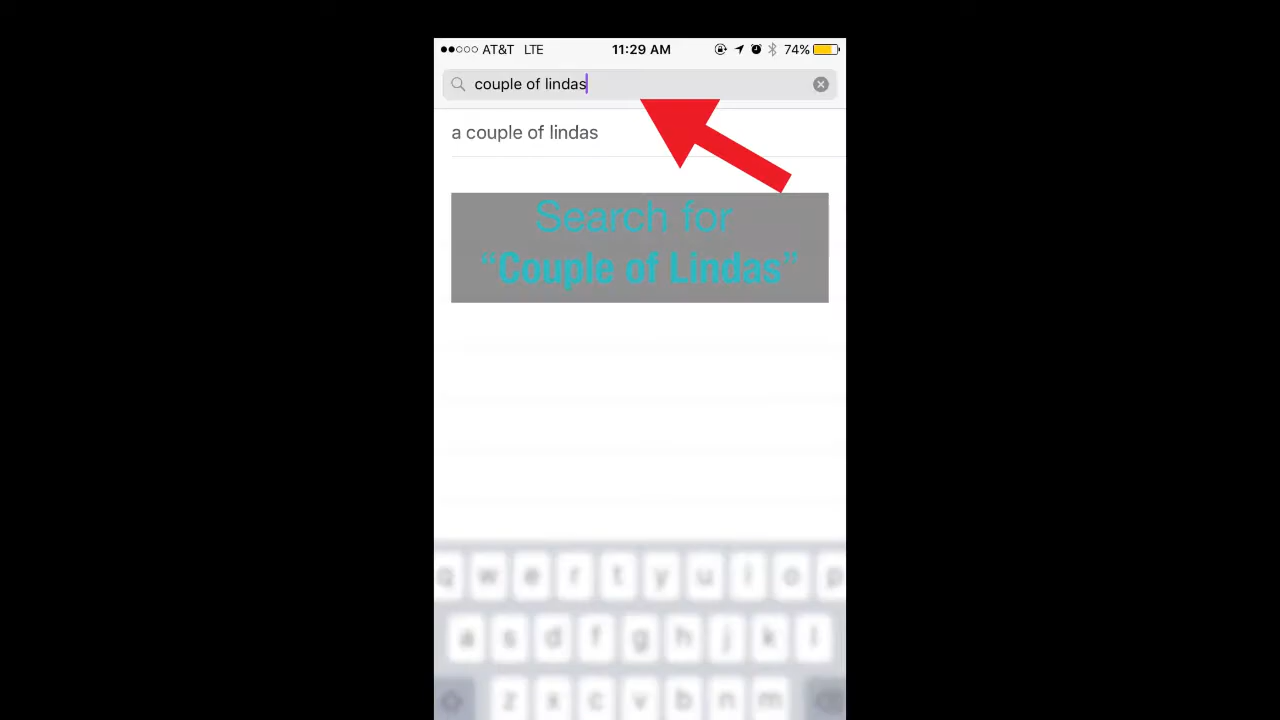 AT&T LTE 11:29 AM 74%
couple of lindas
a couple of lindas
Search for
“Couple of Lindas”
q w e r t y u i o p
a s d f g h j k l
z x c v b n m